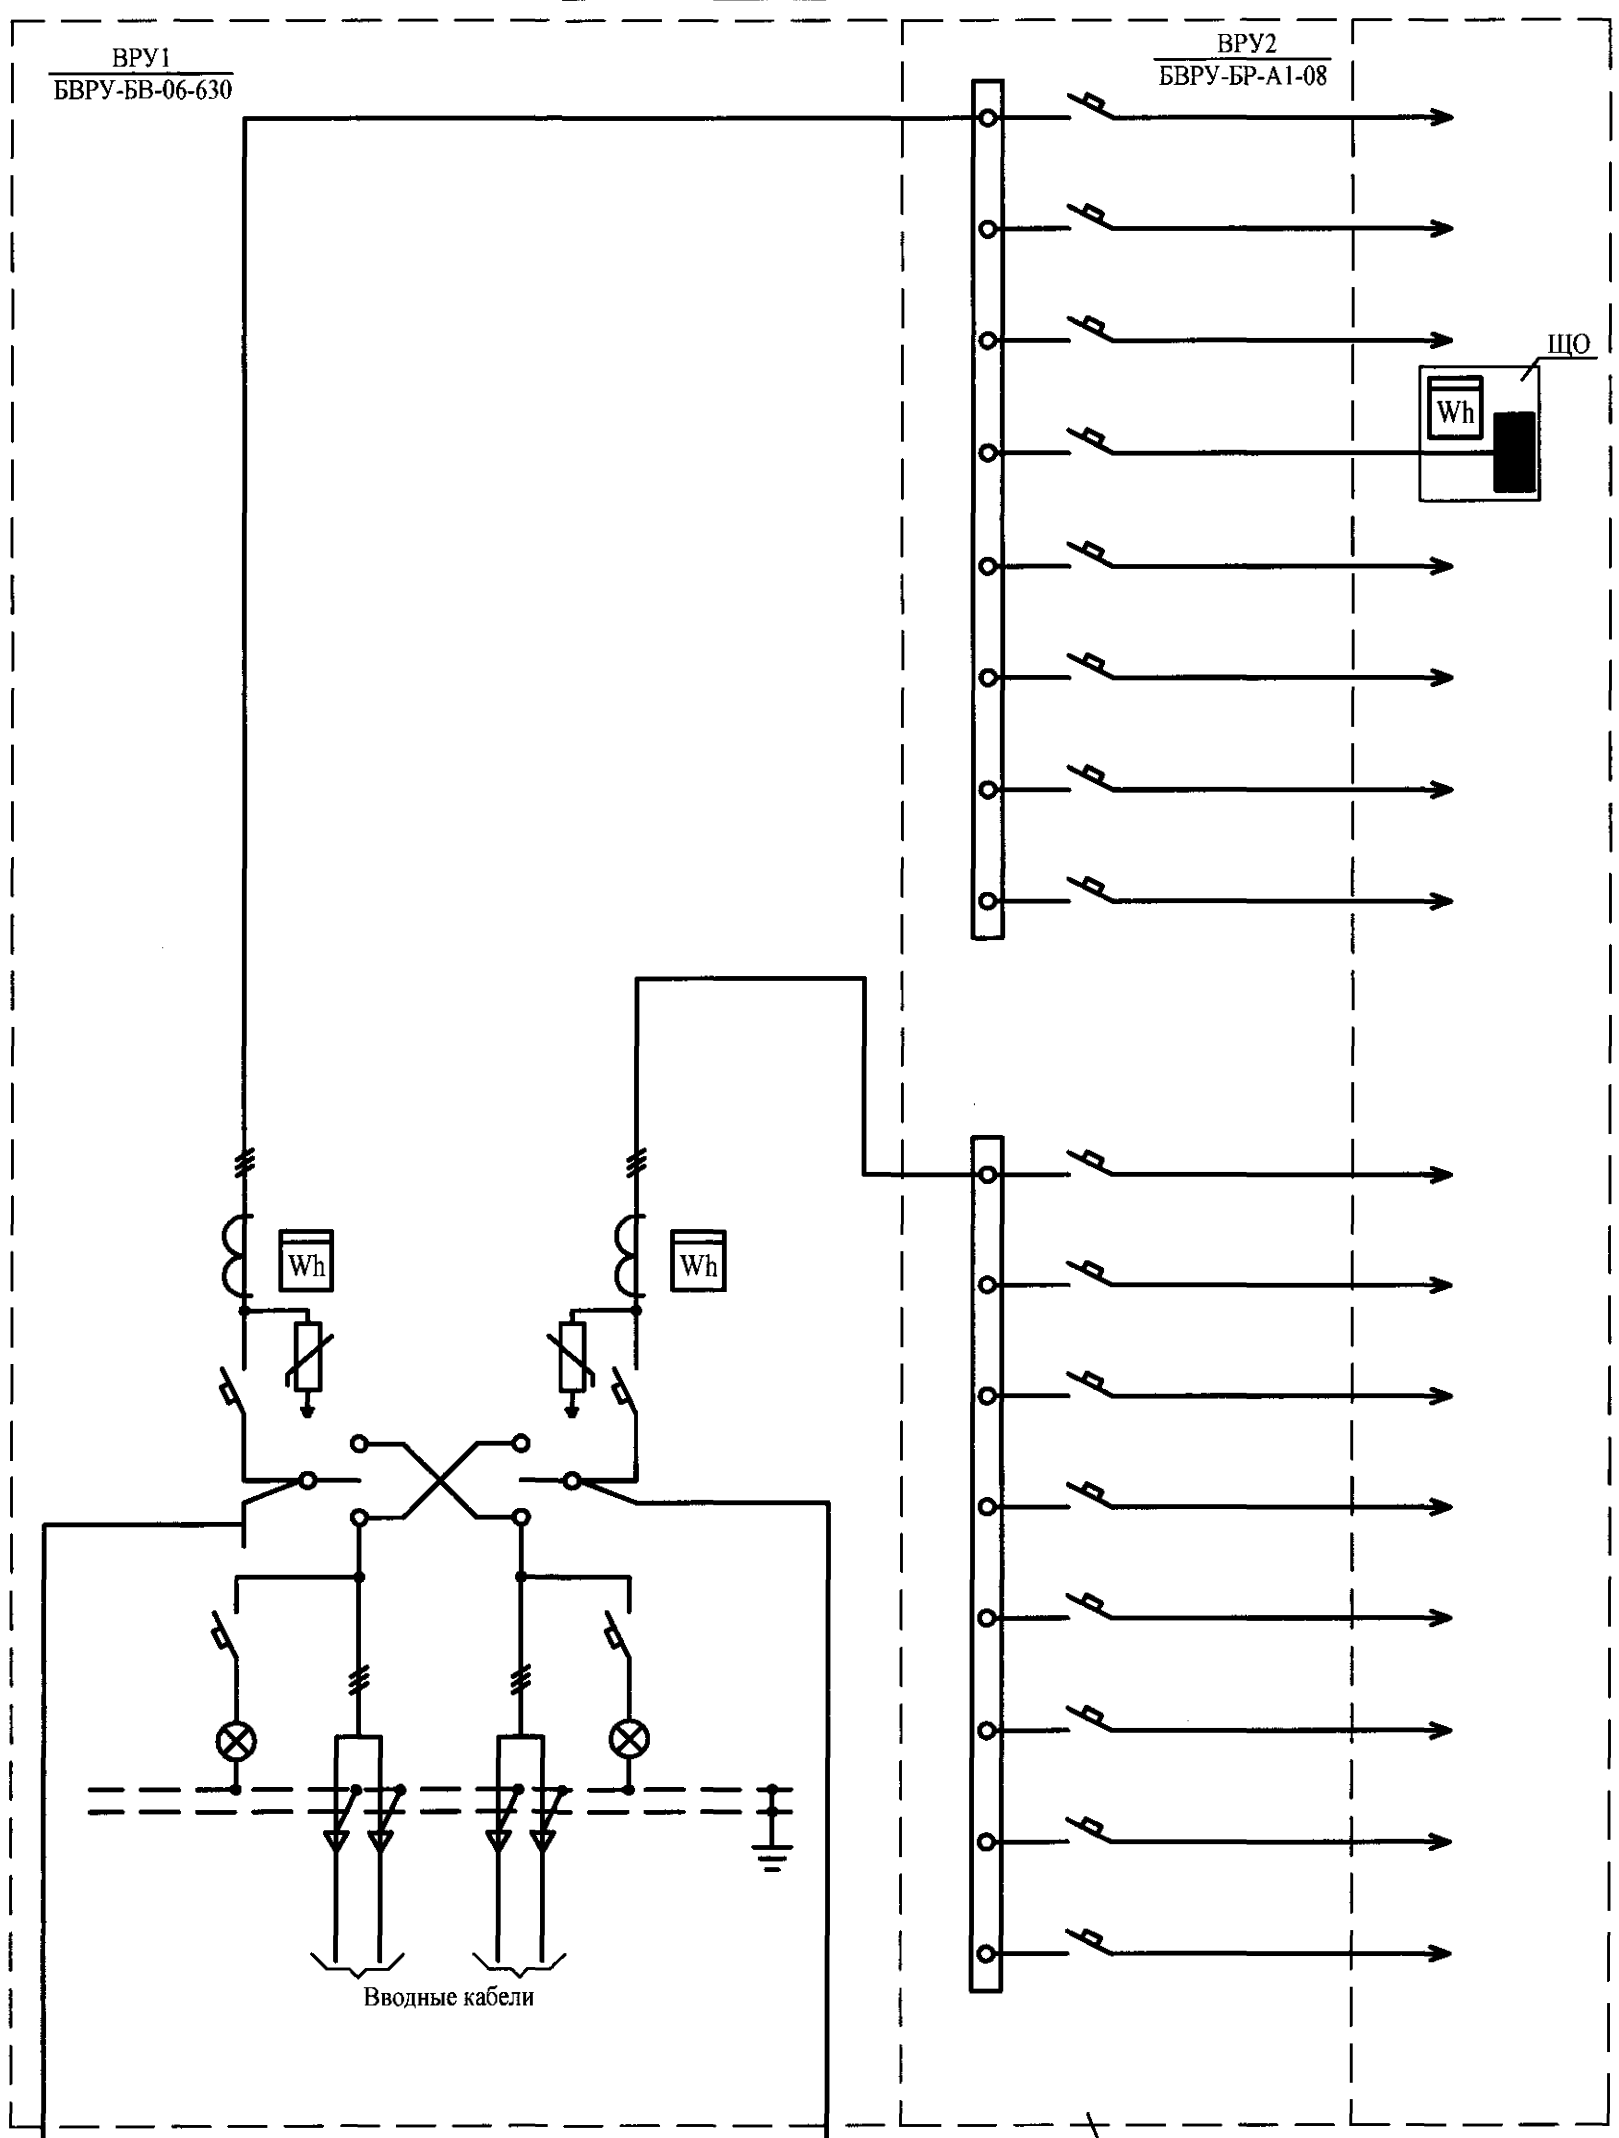 ВРУ1
БВРУ-БВ-06-630
ВРУ2
БВРУ-БР-А1-08
ЩО
Wh
Wh
Wh
Вводные кабели